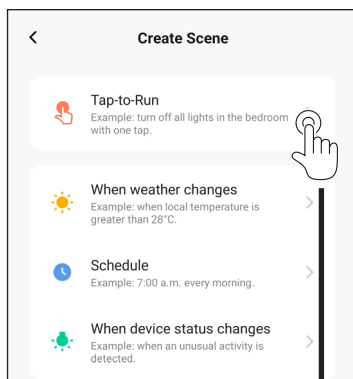 Create Scene
Tap-to-Run
Example: turn off all lights in the bedroom
with one tap.
When weather changes
Example: when local temperature is
greater than 28°C.
Schedule
Example: 7:00 a.m. every morning.
When device status changes
Example: when an unusual activity is
detected.